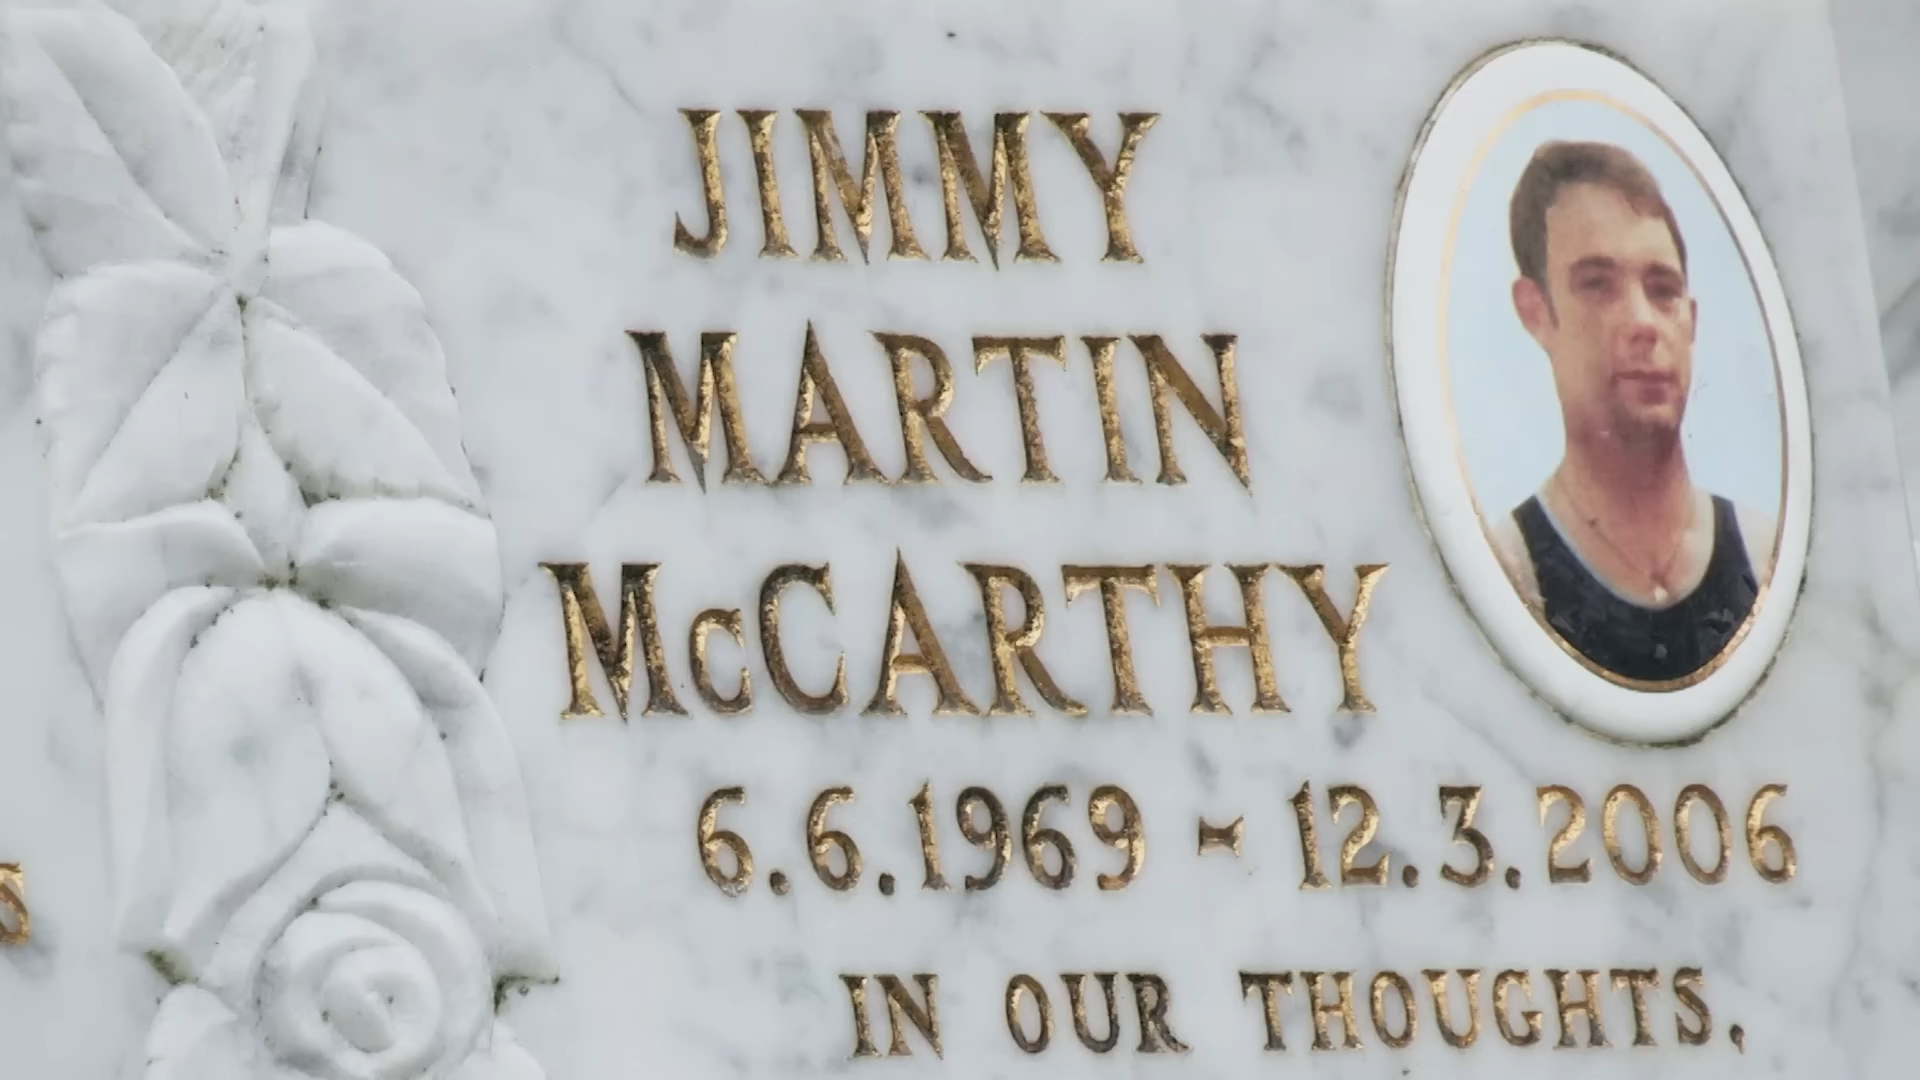 JIMMY
MARTIN
McCARTHY
6.6.1969 - 12.3.2006
IN OUR THOUGHTS,